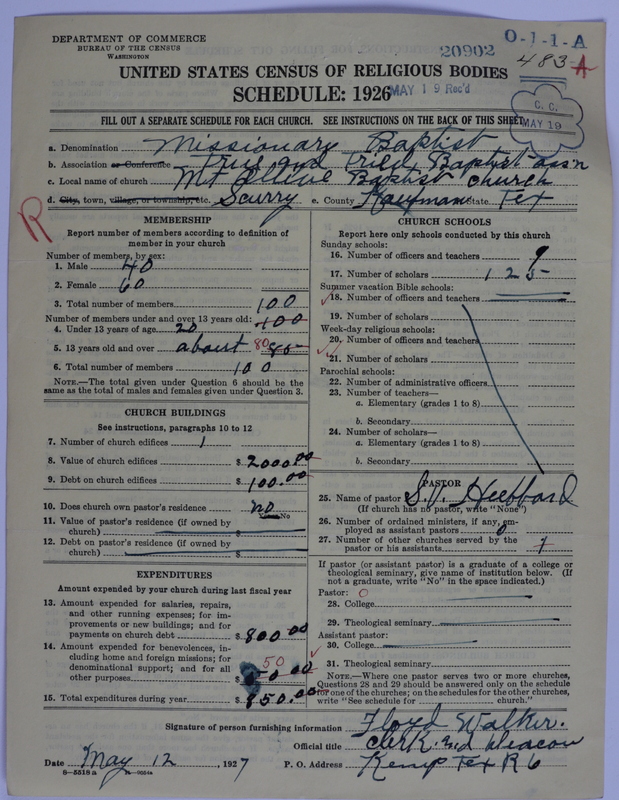 DEPARTMENT OF COMMERCE
BUREAU OF THE CENSUS
WASHINGTON
20902
O-J-1-A
483-A
UNITED STATES CENSUS OF RELIGIOUS BODIES
SCHEDULE: 1926
MAY 19 Rec'd
C. C.
MAY 19
FILL OUT A SEPARATE SCHEDULE FOR EACH CHURCH. SEE INSTRUCTIONS ON THE BACK OF THIS SHEET
a. Denomination Missionary Baptist
b. Association or Conference True and Tried Baptist ass'n
c. Local name of church Mt Olive Baptist church
d. City, town, village, or township, etc. Scurry e. County Kaufman State. Tex
R
MEMBERSHIP
Report number of members according to definition of
member in your church
Number of members, by sex:
1. Male 40
2. Female 60
3. Total number of members 100
Number of members under and over 13 years old: 100
4. Under 13 years of age 20
5. 13 years old and over about 80 80
6. Total number of members 100
NOTE.—The total given under Question 6 should be the
same as the total of males and females given under Question 3.
CHURCH BUILDINGS
See instructions, paragraphs 10 to 12
7. Number of church edifices 1
8. Value of church edifices $ 2000.00
9. Debt on church edifices $ 100.00
10. Does church own pastor's residence no
Yes or No
11. Value of pastor's residence (if owned by
church) $
12. Debt on pastor's residence (if owned by
church) $
EXPENDITURES
Amount expended by your church during last fiscal year
13. Amount expended for salaries, repairs,
and other running expenses; for im-
provements or new buildings; and for
payments on church debt $ 800.00
14. Amount expended for benevolences, in-
cluding home and foreign missions; for
denominational support; and for all 50
other purposes $ 00
15. Total expenditures during year $ 850.00
CHURCH SCHOOLS
Report here only schools conducted by this church
Sunday schools:
16. Number of officers and teachers 9
17. Number of scholars 125
Summer vacation Bible schools:
18. Number of officers and teachers
19. Number of scholars
Week-day religious schools:
20. Number of officers and teachers
21. Number of scholars
Parochial schools:
22. Number of administrative officers
23. Number of teachers—
a. Elementary (grades 1 to 8)
b. Secondary
24. Number of scholars—
a. Elementary (grades 1 to 8)
b. Secondary
PASTOR
25. Name of pastor S.V. Hubbard
(If church has no pastor, write "None")
26. Number of ordained ministers, if any, em-
ployed as assistant pastors 0
27. Number of other churches served by the
pastor or his assistants 1
If pastor (or assistant pastor) is a graduate of a college or
theological seminary, give name of institution below. (If
not a graduate, write "No" in the space indicated.)
Pastor: 0
28. College
29. Theological seminary
Assistant pastor:
30. College
31. Theological seminary
NOTE.—Where one pastor serves two or more churches,
Questions 28 and 29 should be answered only on the schedule
for one of the churches; on the schedules for the other churches,
write "See schedule for church."
Signature of person furnishing information Floyd Walker.
Official title Clerk and deacon
Date May 12, 1927 P. O. Address Kemp Tex R 6
8—5518a